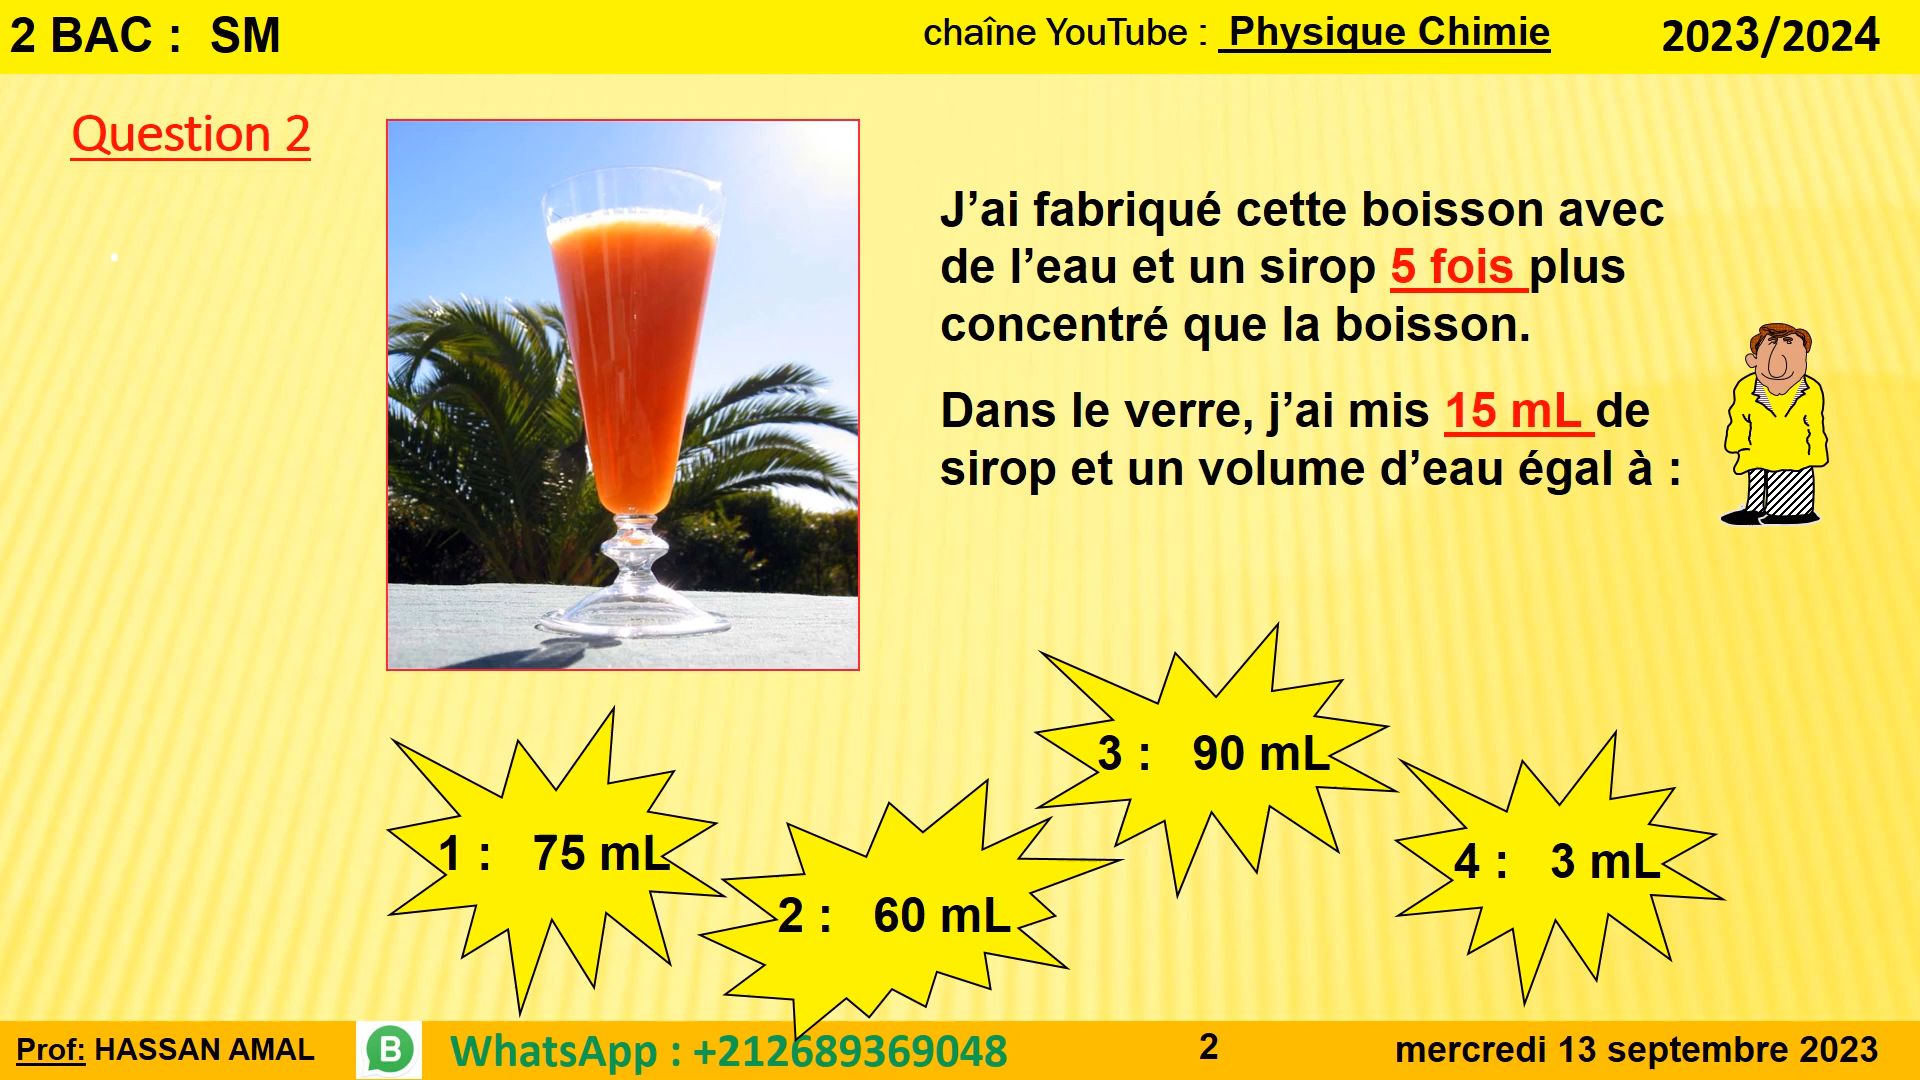 2 BAC :  SM
chaîne YouTube : Physique Chimie
2023/2024
Question 2
J’ai fabriqué cette boisson avec
de l’eau et un sirop 5 fois plus
concentré que la boisson.
Dans le verre, j’ai mis 15 mL de
sirop et un volume d’eau égal à :
3 :   90 mL
1 :   75 mL
4 :   3 mL
2 :   60 mL
Prof: HASSAN AMAL
B
WhatsApp : +212689369048
2
mercredi 13 septembre 2023